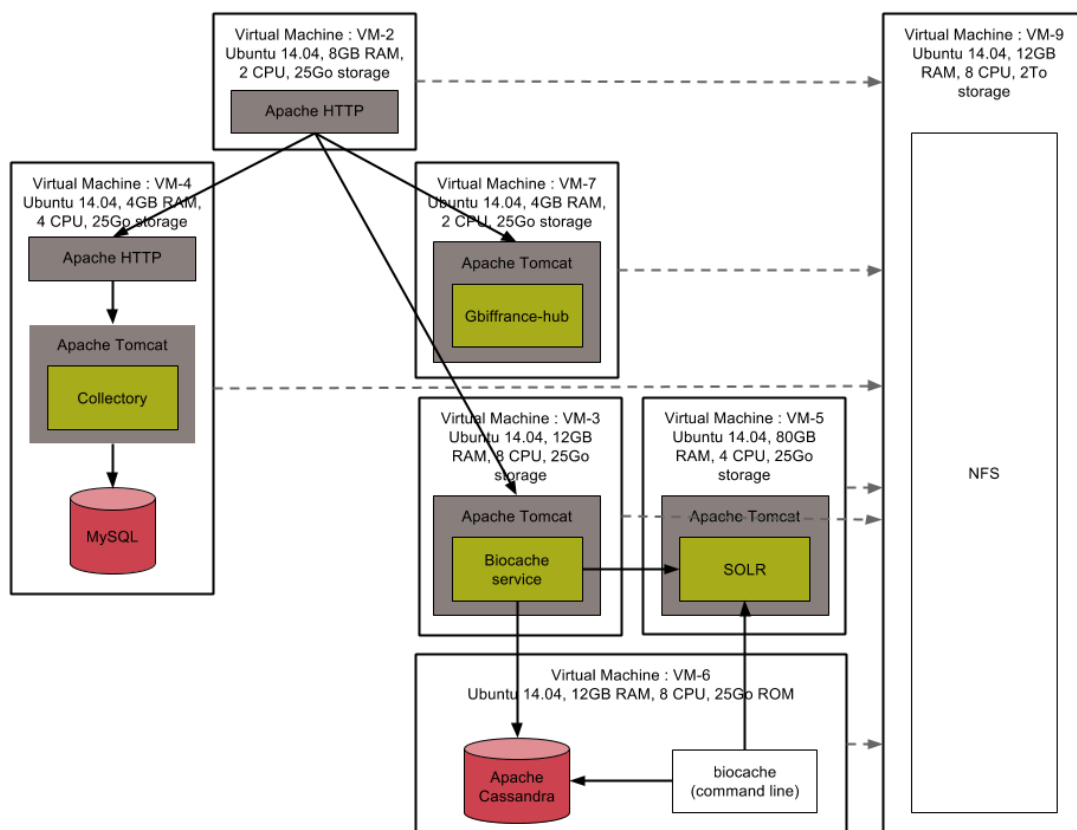 Virtual Machine : VM-2
Ubuntu 14.04, 8GB RAM,
2 CPU, 25Go storage
Apache HTTP
Virtual Machine : VM-9
Ubuntu 14.04, 12GB
RAM, 8 CPU, 2To
storage
NFS
Virtual Machine : VM-4
Ubuntu 14.04, 4GB RAM,
4 CPU, 25Go storage
Apache HTTP
Apache Tomcat
Collectory
MySQL
Virtual Machine : VM-7
Ubuntu 14.04, 4GB RAM,
2 CPU, 25Go storage
Apache Tomcat
Gbiffrance-hub
Virtual Machine : VM-3
Ubuntu 14.04, 12GB
RAM, 8 CPU, 25Go
storage
Apache Tomcat
Biocache
service
Virtual Machine : VM-5
Ubuntu 14.04, 80GB
RAM, 4 CPU, 25Go
storage
Apache Tomcat
SOLR
Virtual Machine : VM-6
Ubuntu 14.04, 12GB RAM, 8 CPU, 25Go ROM
Apache
Cassandra
biocache
(command line)